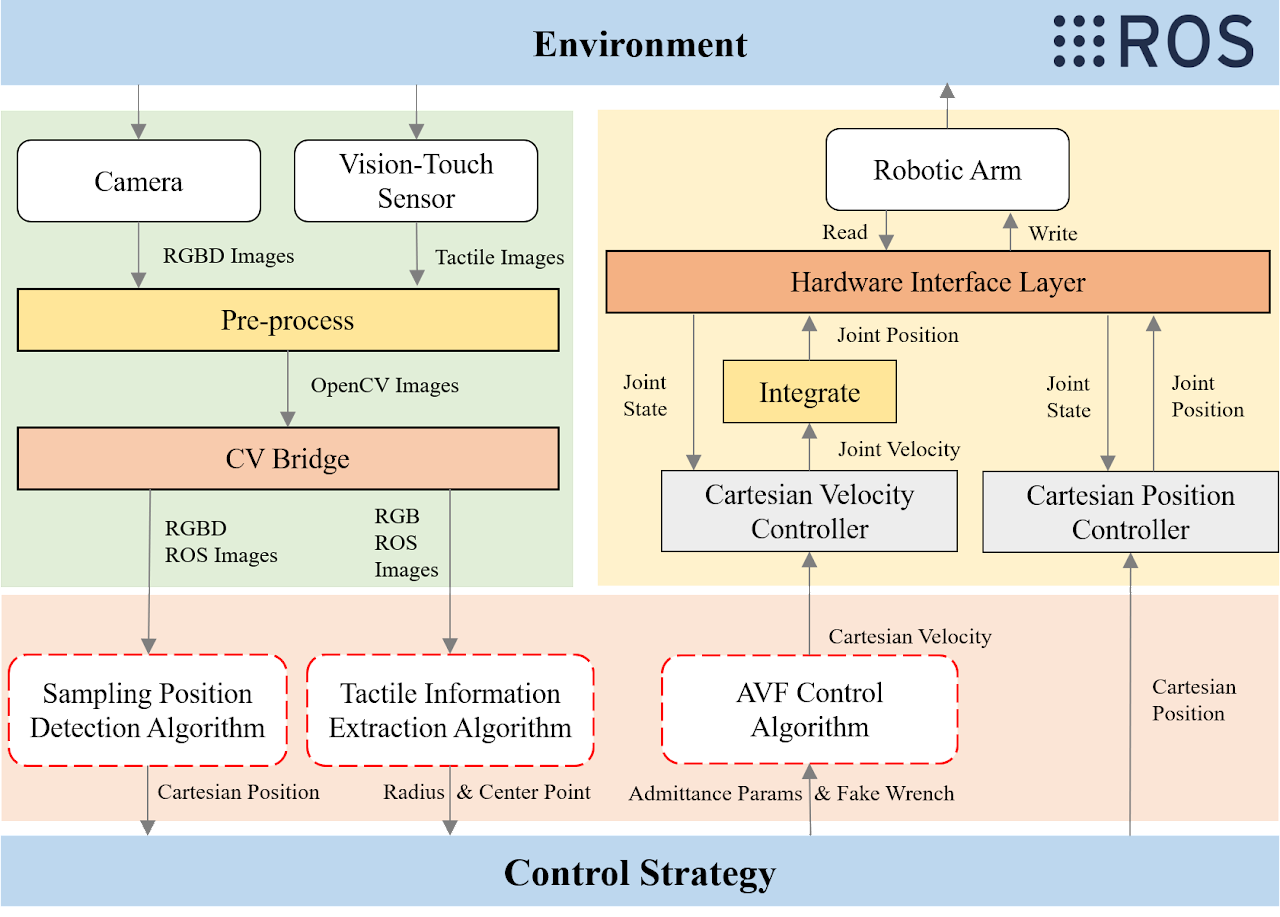 Environment
ROS
Camera
Vision-Touch
Sensor
RGBD Images
Tactile Images
Pre-process
OpenCV Images
CV Bridge
RGBD
ROS Images
RGB
ROS
Images
Robotic Arm
Read
Write
Hardware Interface Layer
Joint
State
Joint Position
Integrate
Joint Velocity
Joint
State
Joint
Position
Cartesian Velocity
Controller
Cartesian Position
Controller
Sampling Position
Detection Algorithm
Tactile Information
Extraction Algorithm
Cartesian Velocity
AVF Control
Algorithm
Cartesian
Position
Cartesian Position
Radius & Center Point
Admittance Params & Fake Wrench
Control Strategy